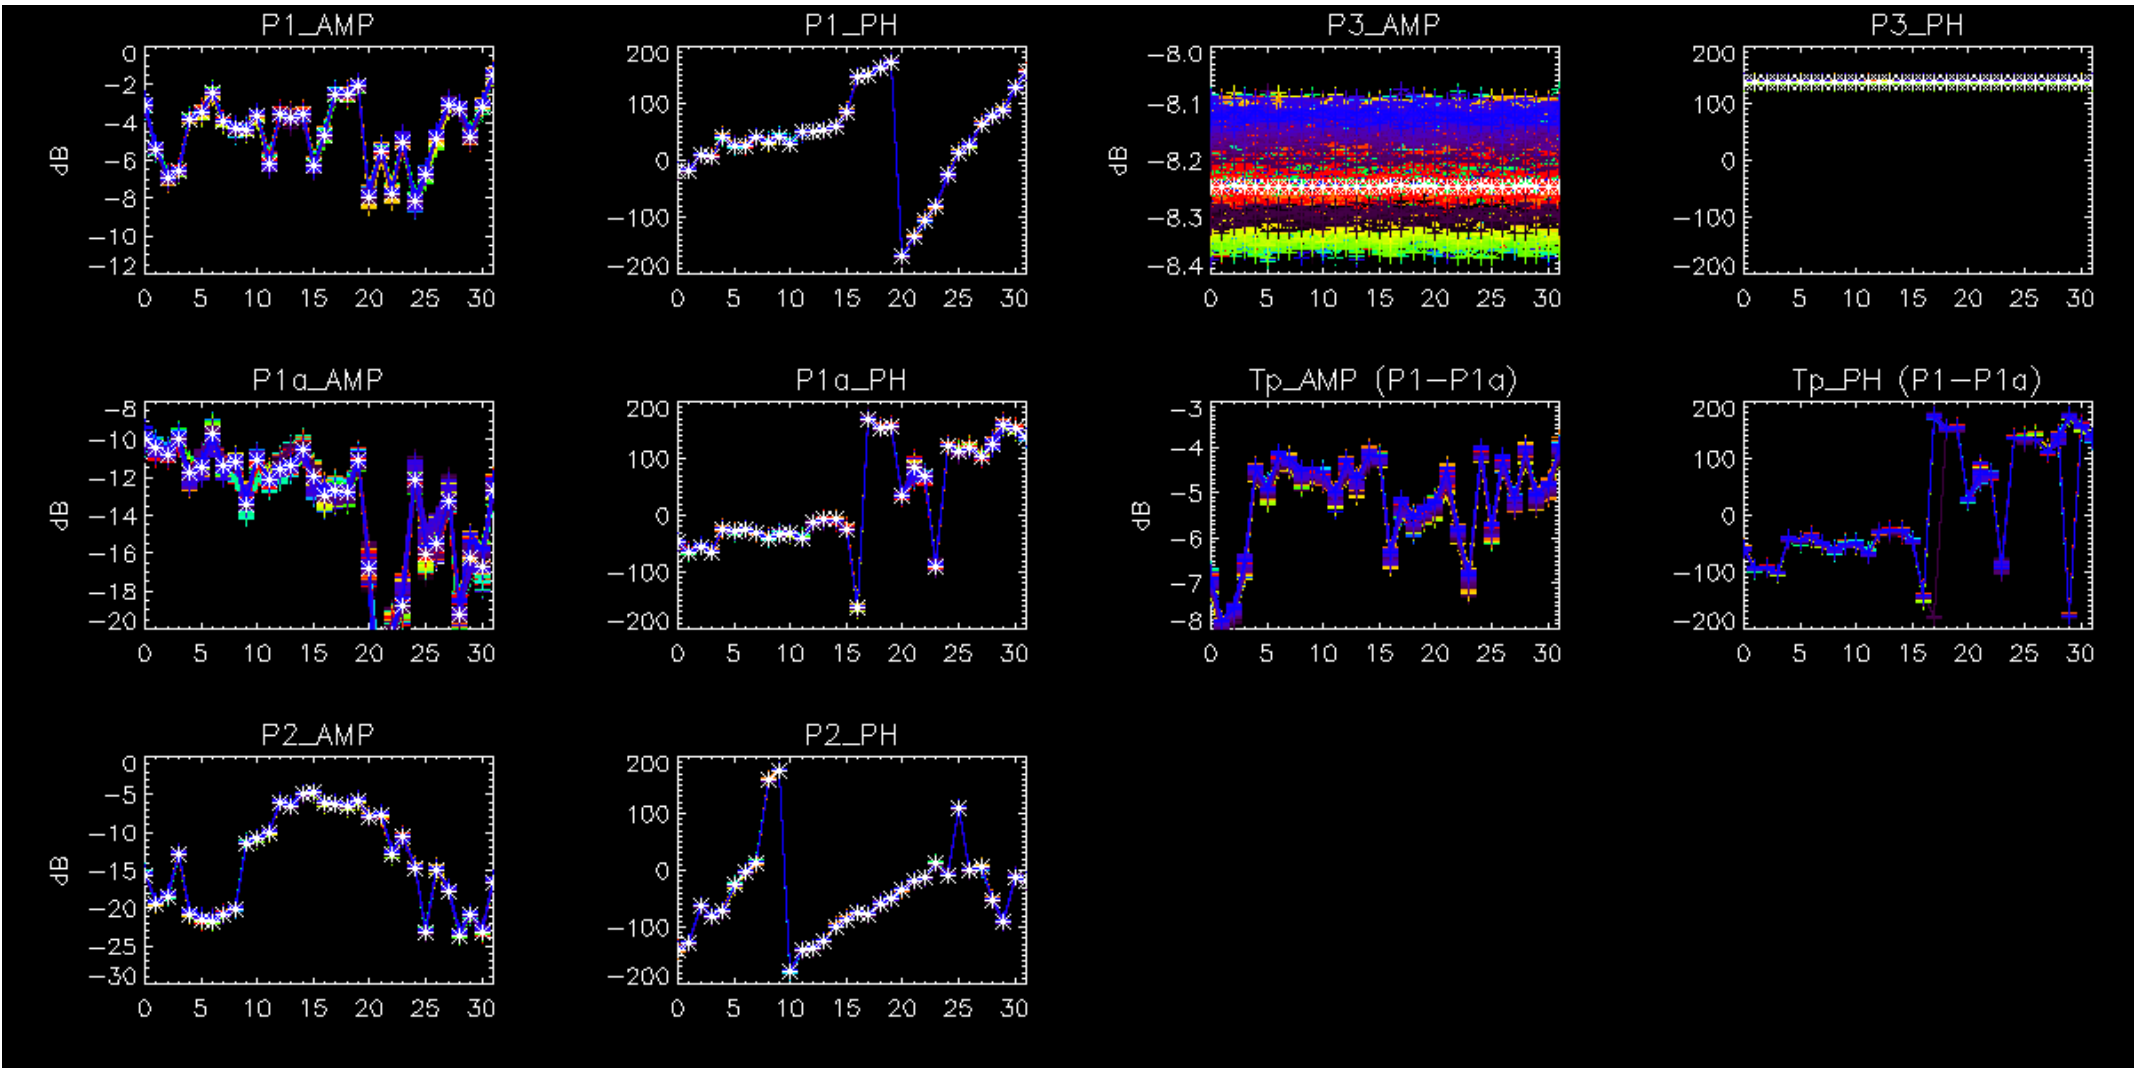 P1_AMP
dB
0
-2
-4
-6
-8
-10
-12
0 5 10 15 20 25 30
P1_PH
200
100
0
-100
-200
0 5 10 15 20 25 30
P3_AMP
dB
-8.0
-8.1
-8.2
-8.3
-8.4
0 5 10 15 20 25 30
P3_PH
200
100
0
-100
-200
0 5 10 15 20 25 30
P1a_AMP
dB
-8
-10
-12
-14
-16
-18
-20
0 5 10 15 20 25 30
P1a_PH
200
100
0
-100
-200
0 5 10 15 20 25 30
Tp_AMP (P1-P1a)
dB
-3
-4
-5
-6
-7
-8
0 5 10 15 20 25 30
Tp_PH (P1-P1a)
200
100
0
-100
-200
0 5 10 15 20 25 30
P2_AMP
dB
0
-5
-10
-15
-20
-25
-30
0 5 10 15 20 25 30
P2_PH
200
100
0
-100
-200
0 5 10 15 20 25 30